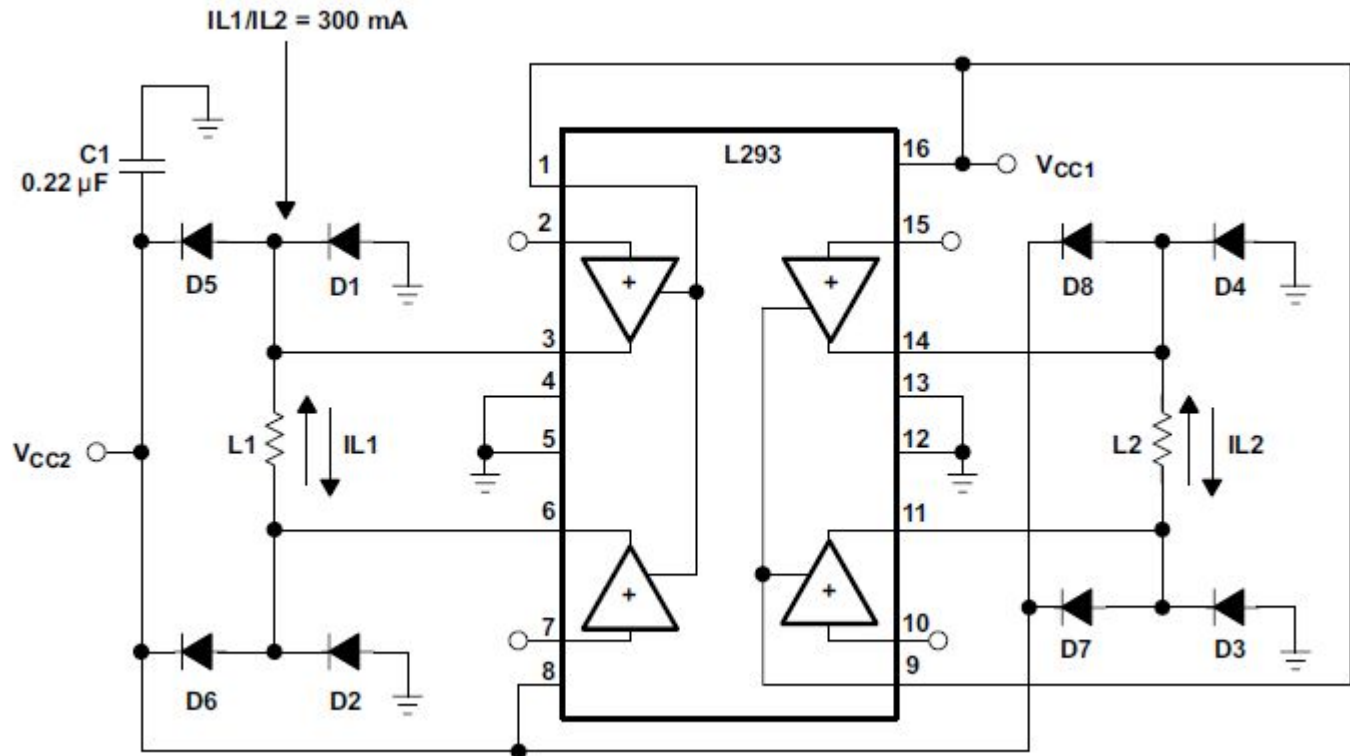 IL1/IL2 = 300 mA
C1
0.22 µF
L293
1
16
VCC1
2
15
D5
D1
D8
D4
+
+
3
14
4
13
VCC2
L1
IL1
5
12
L2
IL2
6
11
+
+
7
10
8
9
D6
D2
D7
D3